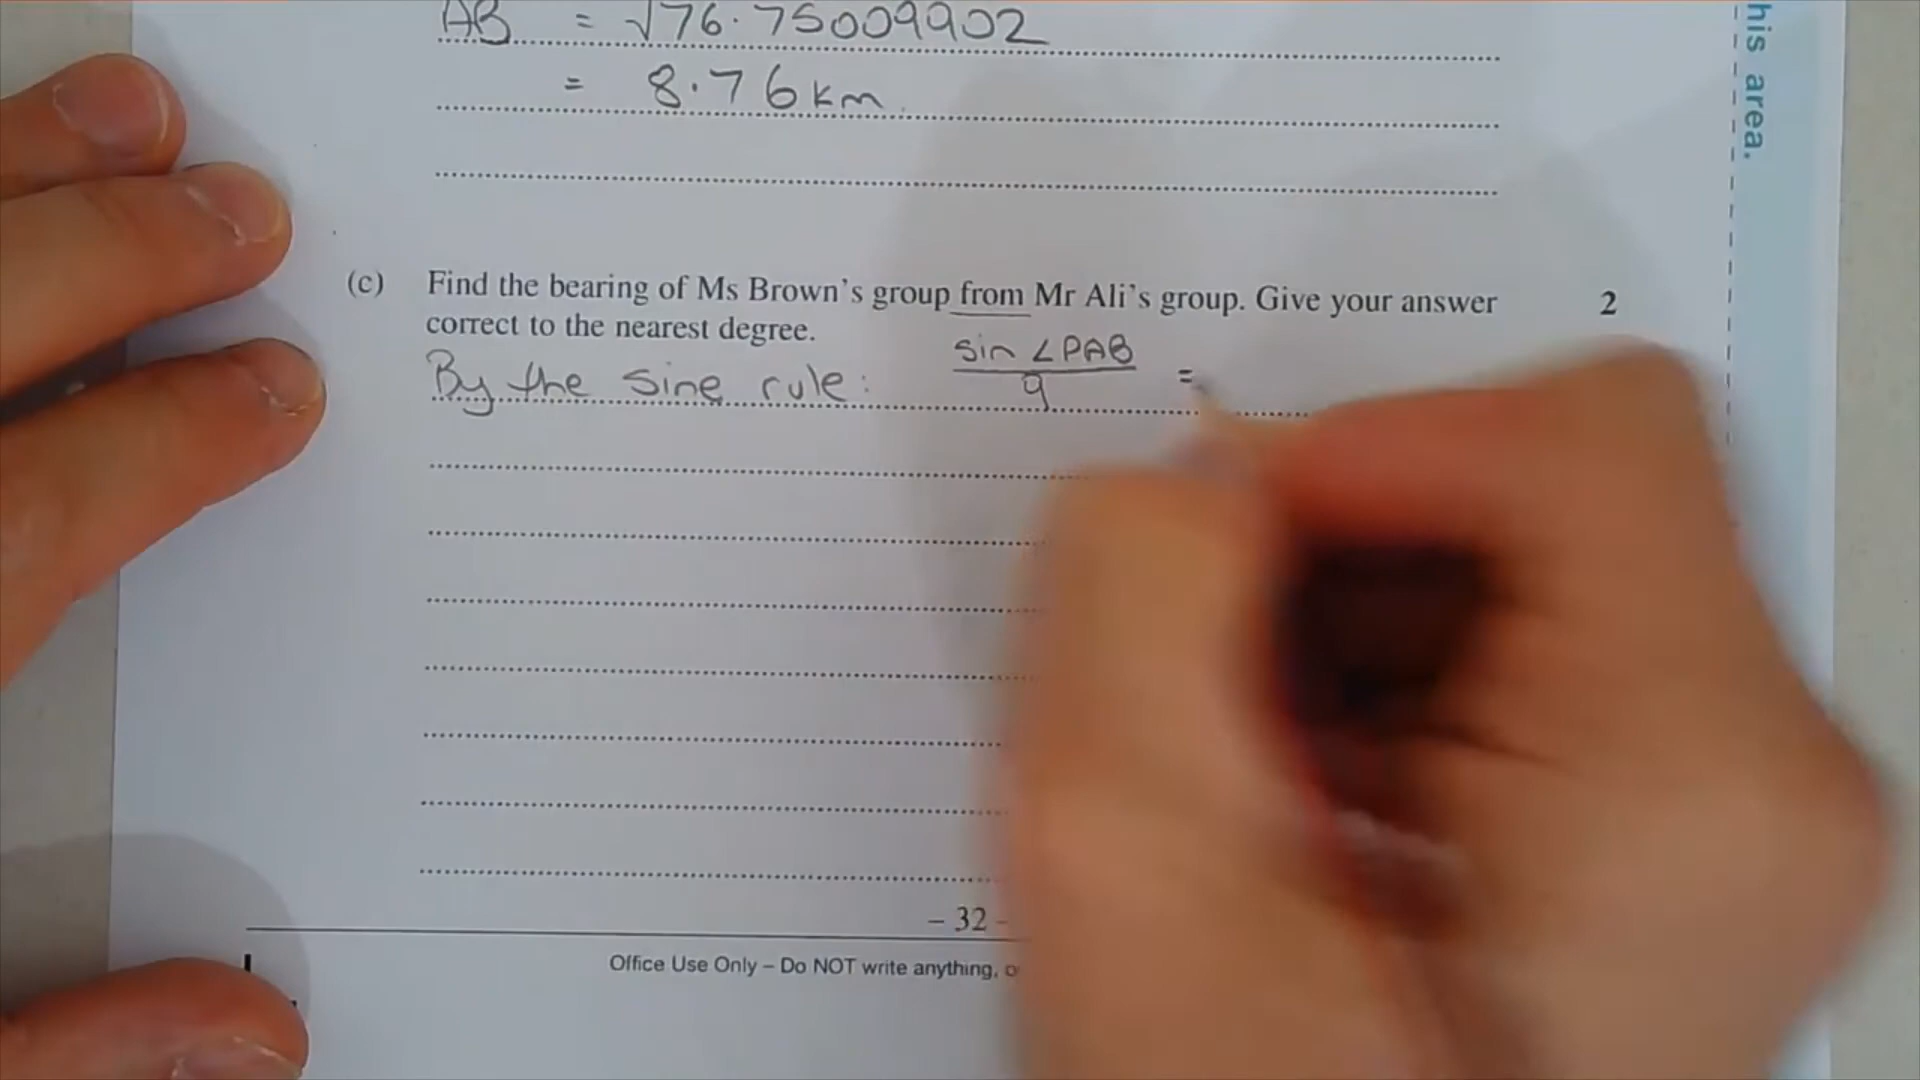 AB = √76.75009902
= 8.76km
his area.
(c) Find the bearing of Ms Brown's group from Mr Ali's group. Give your answer 2
correct to the nearest degree.
By the sine rule: sin ∠PAB / 9 =
– 32 –
Office Use Only – Do NOT write anything,